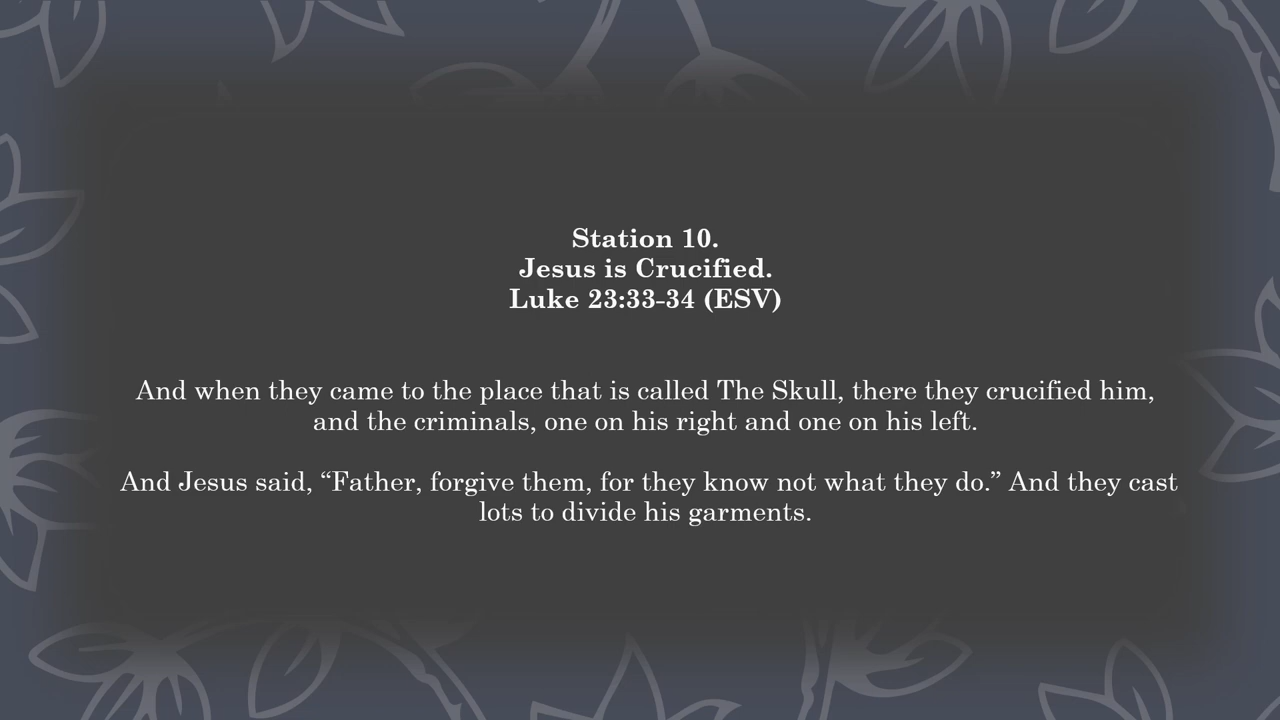 Station 10.
Jesus is Crucified.
Luke 23:33-34 (ESV)
And when they came to the place that is called The Skull, there they crucified him,
and the criminals, one on his right and one on his left.
And Jesus said, “Father, forgive them, for they know not what they do.” And they cast
lots to divide his garments.